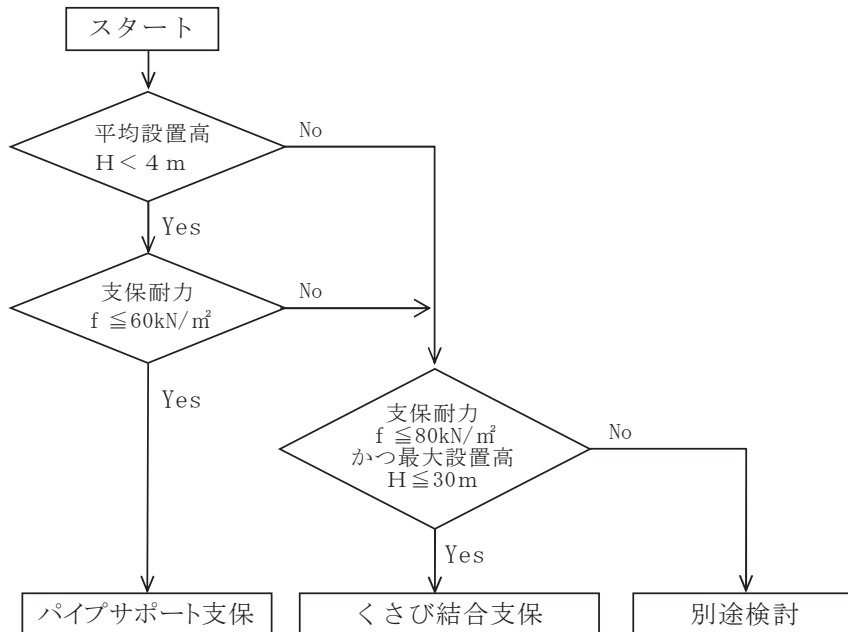 スタート
平均設置高
H<4m
No
Yes
支保耐力
f ≦60kN/㎡
No
Yes
支保耐力
f ≦80kN/㎡
かつ最大設置高
H≦30m
No
Yes
パイプサポート支保
くさび結合支保
別途検討